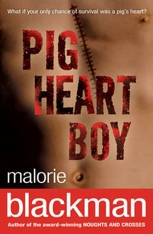 What if your only chance of survival was a pig's heart?
PIG
HEART
BOY
malorie
blackman
Author of the award-winning NOUGHTS AND CROSSES